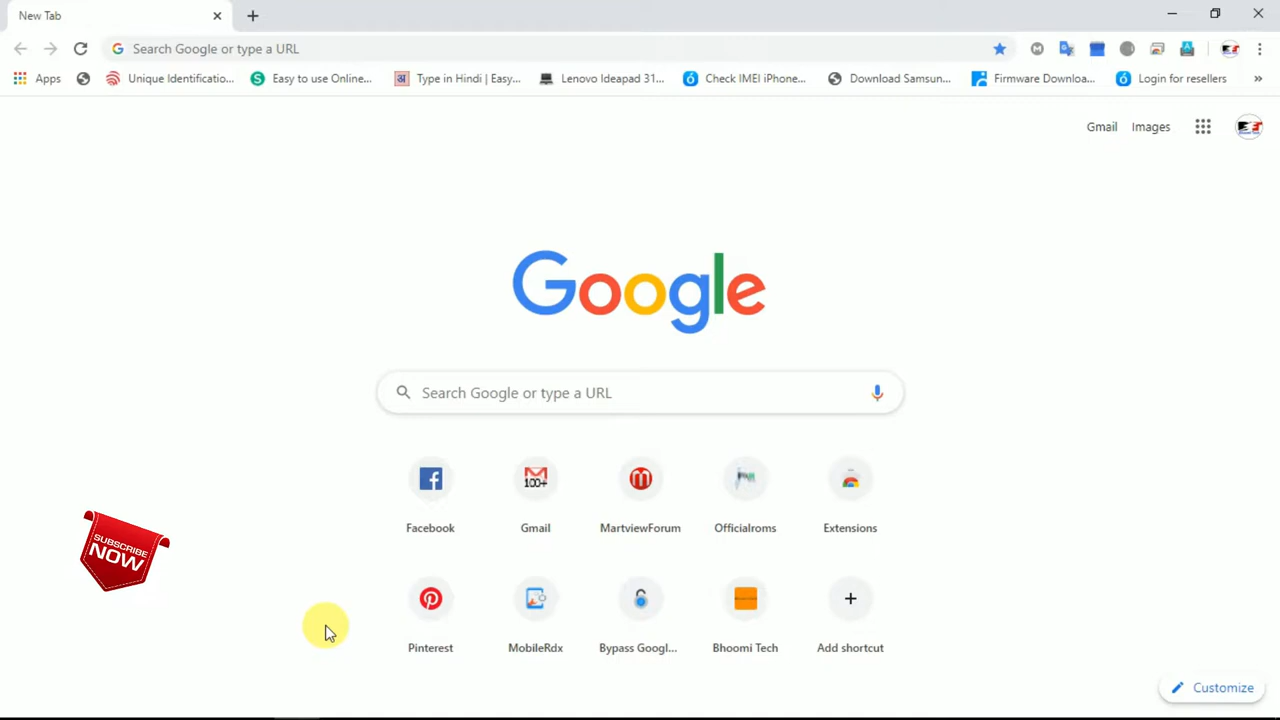 New Tab
Search Google or type a URL
Apps
Unique Identificatio...
Easy to use Online...
Type in Hindi | Easy...
Lenovo Ideapad 31...
Check IMEI iPhone...
Download Samsun...
Firmware Downloa...
Login for resellers
Gmail Images
Google
Search Google or type a URL
100+
Facebook Gmail MartviewForum Officialroms Extensions
SUBSCRIBE
NOW
Pinterest MobileRdx Bypass Googl... Bhoomi Tech Add shortcut
Customize